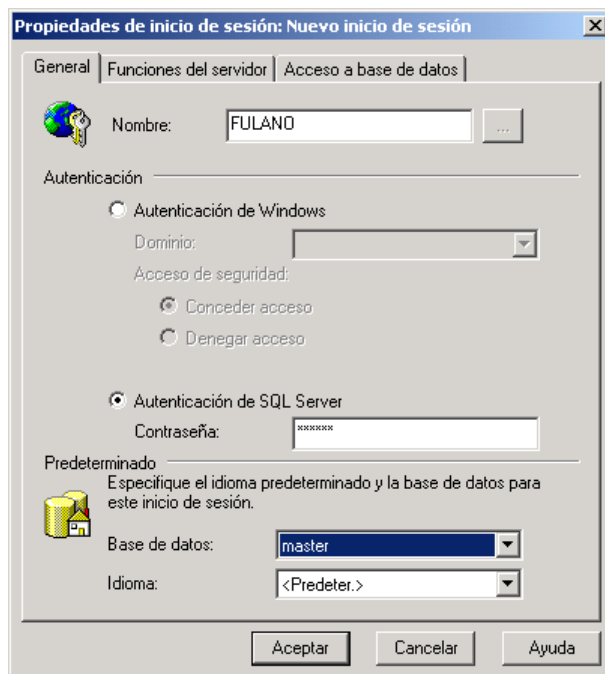 Propiedades de inicio de sesión: Nuevo inicio de sesión
General Funciones del servidor Acceso a base de datos
Nombre: FULANO ...
Autenticación
Autenticación de Windows
Dominio:
Acceso de seguridad:
Conceder acceso
Denegar acceso
Autenticación de SQL Server
Contraseña: ××××××
Predeterminado
Especifique el idioma predeterminado y la base de datos para
este inicio de sesión.
Base de datos: master
Idioma: <Predeter.>
Aceptar Cancelar Ayuda